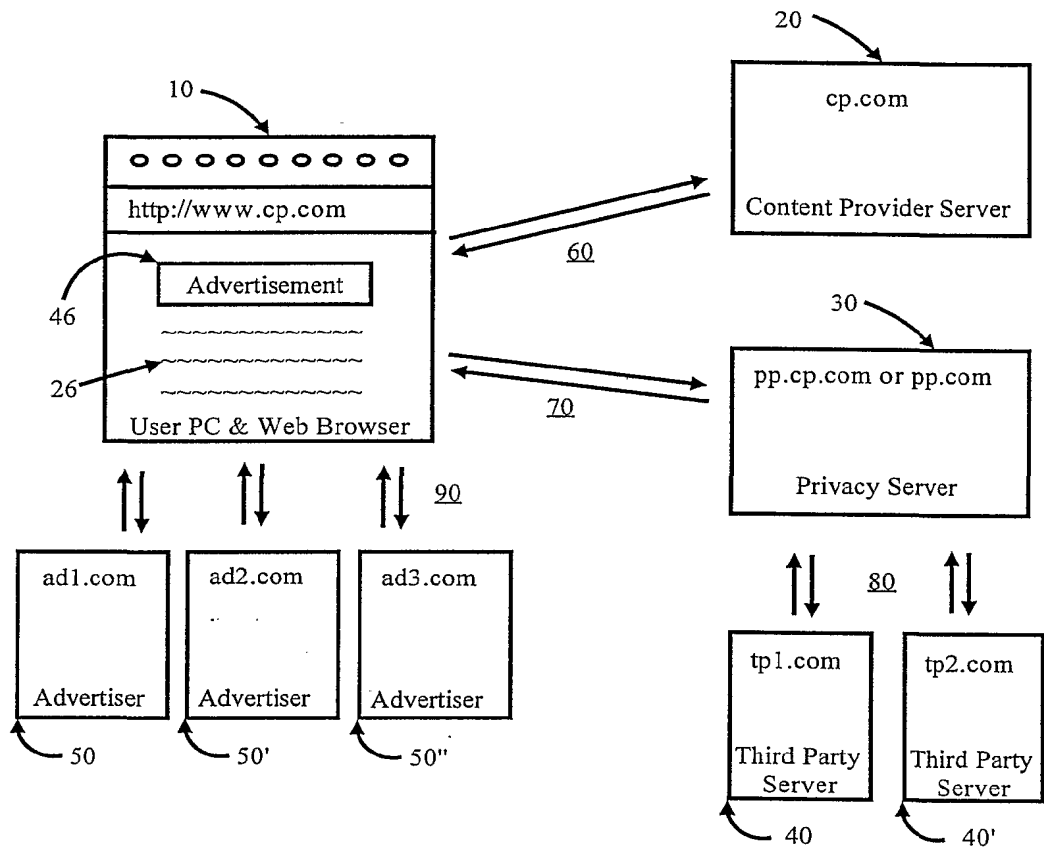 20
10
cp.com
Content Provider Server
http://www.cp.com
60
Advertisement
46
30
26
pp.cp.com or pp.com
70
User PC & Web Browser
Privacy Server
90
ad1.com
ad2.com
ad3.com
80
tp1.com
tp2.com
Advertiser
Advertiser
Advertiser
50
50'
50"
Third Party
Server
Third Party
Server
40
40'